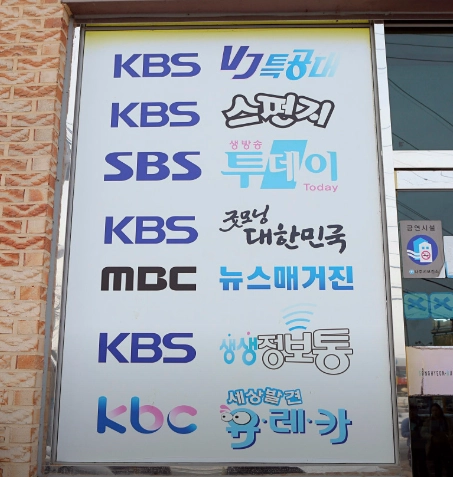 KBS VJ특공대
KBS 스펀지
SBS 생방송 투데이 Today
KBS 굿모닝 대한민국
MBC 뉴스매거진
KBS 생생정보통
kbc 세상발견 유·레·카
금연시설